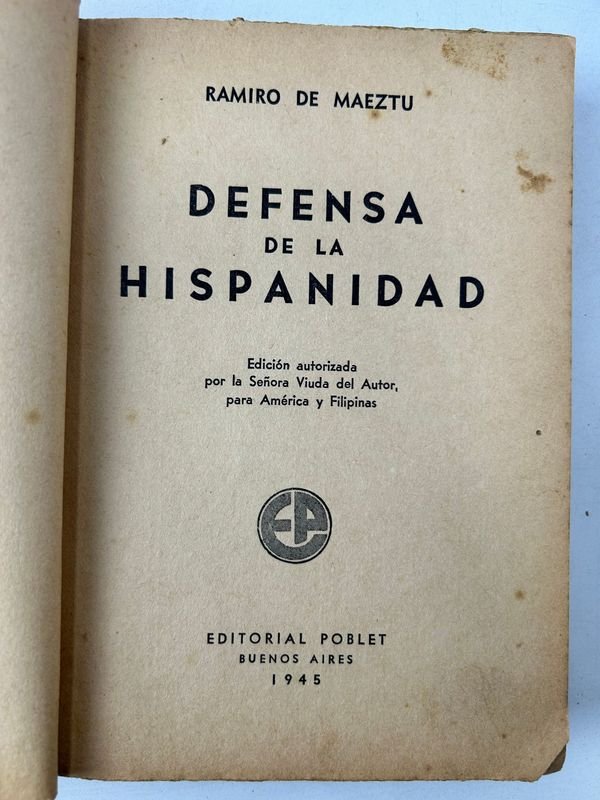 RAMIRO DE MAEZTU
DEFENSA
DE LA
HISPANIDAD
Edición autorizada
por la Señora Viuda del Autor,
para América y Filipinas
EP
EDITORIAL POBLET
BUENOS AIRES
1945